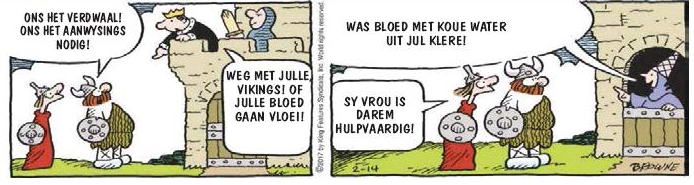 ONS HET VERDWAAL!
ONS HET AANWYSINGS
NODIG!
WEG MET JULLE,
VIKINGS! OF
JULLE BLOED
GAAN VLOEI!
©2017 by King Features Syndicate, Inc. World rights reserved.
WAS BLOED MET KOUE WATER
UIT JUL KLERE!
SY VROU IS
DAREM
HULPVAARDIG!
2-14
BROWNE